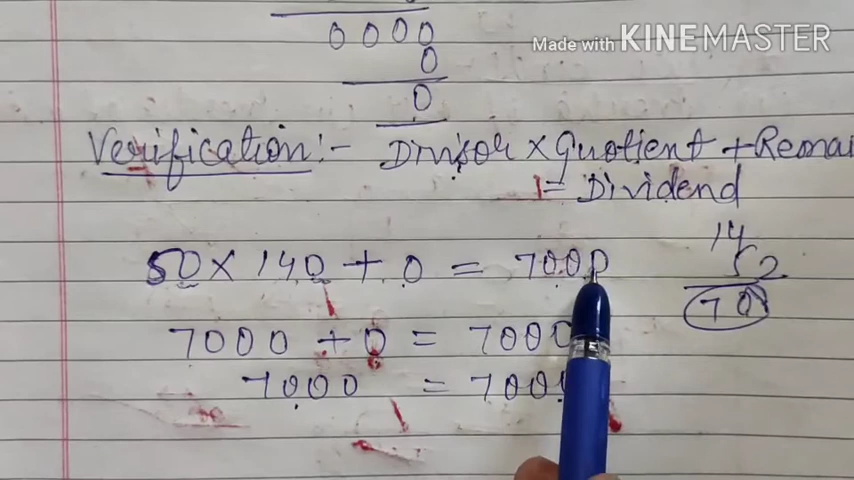 0000
Made with KINEMASTER
0
0
Verification:- Divisor × Quotient + Remai
= Dividend
50 × 140 + 0 = 7000
14
52
70
7000 + 0 = 7000
7000 = 7000